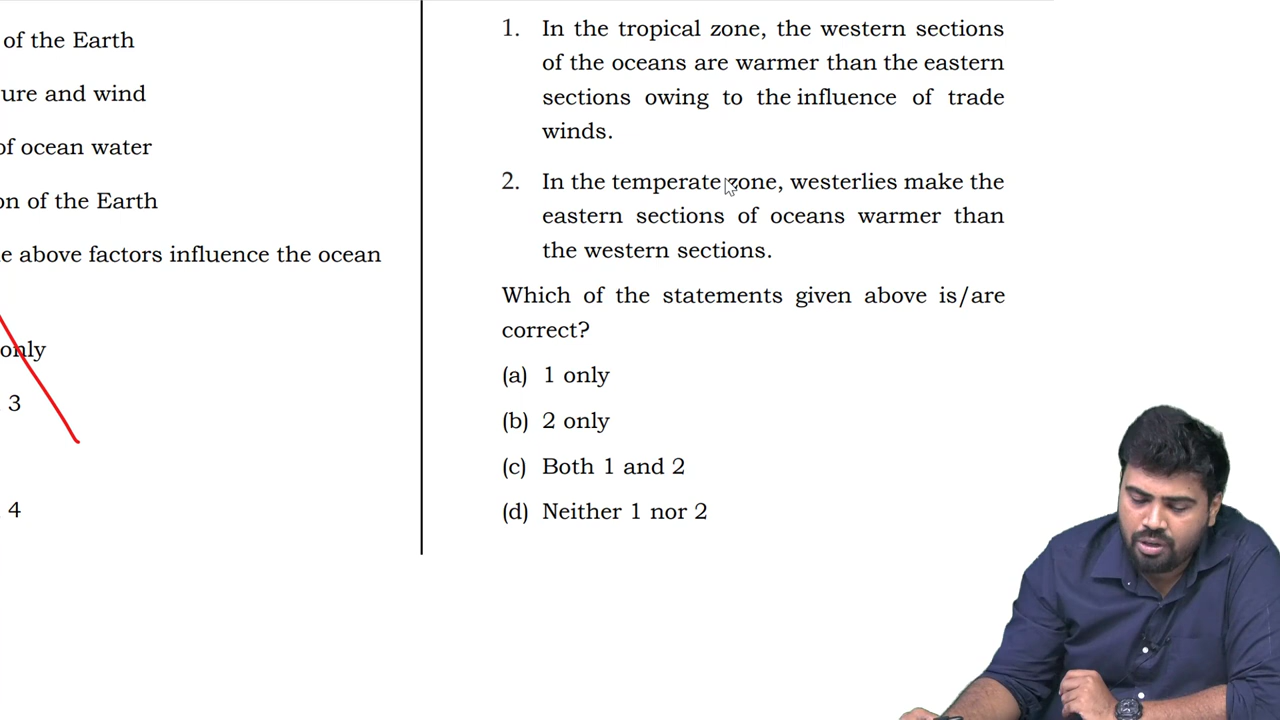 of the Earth
ure and wind
of ocean water
on of the Earth
e above factors influence the ocean
only
3
4
1. In the tropical zone, the western sections
of the oceans are warmer than the eastern
sections owing to the influence of trade
winds.
2. In the temperate zone, westerlies make the
eastern sections of oceans warmer than
the western sections.
Which of the statements given above is/are
correct?
(a) 1 only
(b) 2 only
(c) Both 1 and 2
(d) Neither 1 nor 2